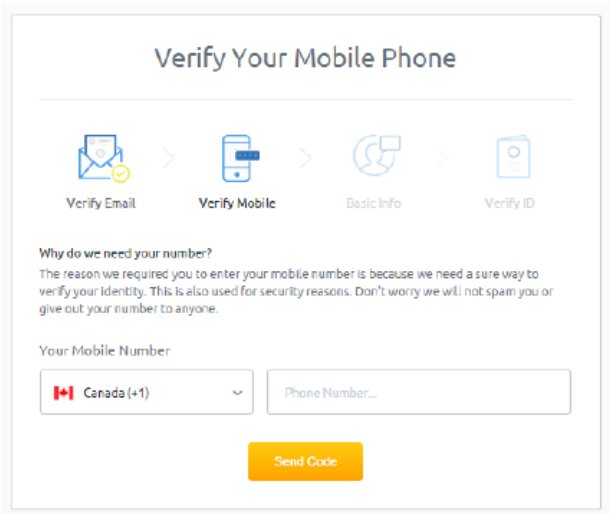 Verify Your Mobile Phone
Verify Email
Verify Mobile
Basic Info
Verify ID
Why do we need your number?
The reason we required you to enter your mobile number is because we need a sure way to
verify your identity. This is also used for security reasons. Don't worry we will not spam you or
give out your number to anyone.
Your Mobile Number
Canada (+1)
Phone Number...
Send Code